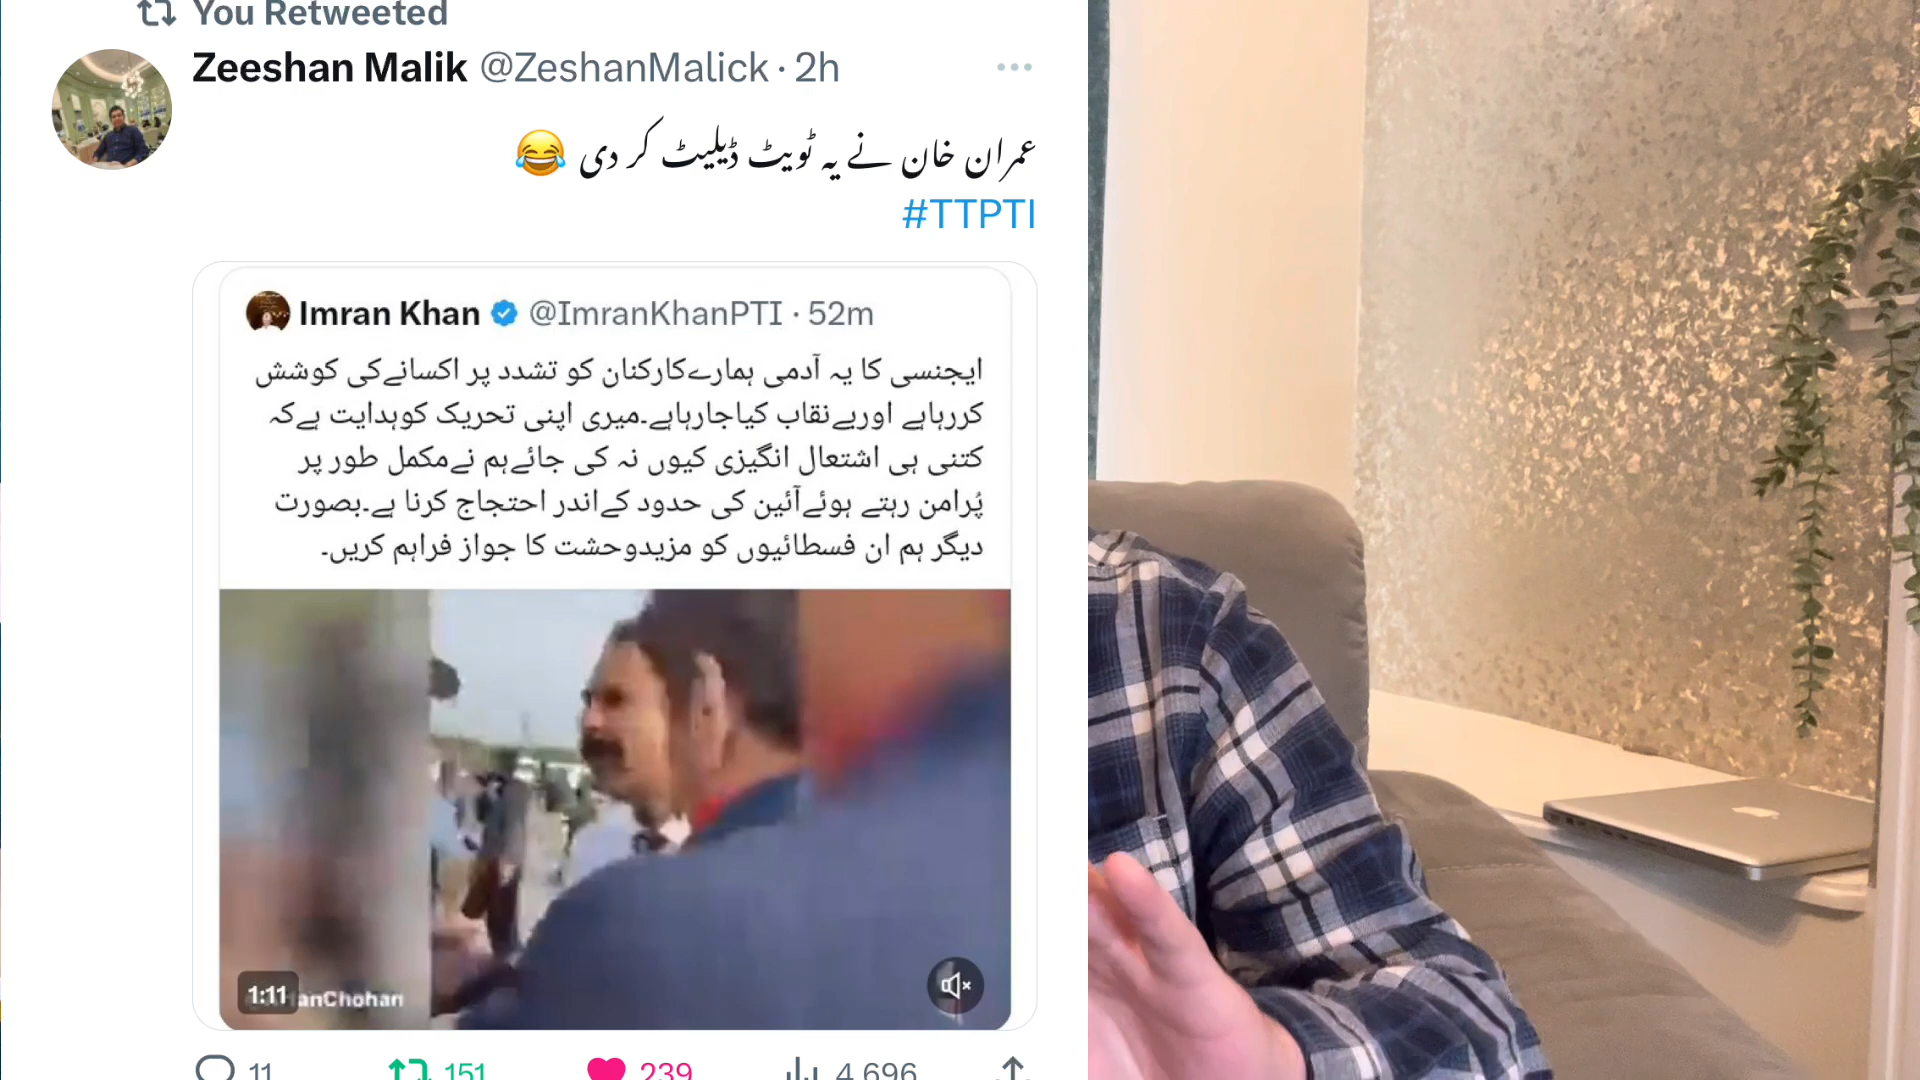 You Retweeted
Zeeshan Malik @ZeshanMalick · 2h
عمران خان نے یہ ٹویٹ ڈیلیٹ کر دی 😂
#TTPTI
Imran Khan @ImranKhanPTI · 52m
ایجنسی کا یہ آدمی ہمارےکارکنان کو تشدد پر اکسانےکی کوشش
کررہاہے اوربےنقاب کیاجارہاہے۔میری اپنی تحریک کوہدایت ہےکہ
کتنی ہی اشتعال انگیزی کیوں نہ کی جائےہم نےمکمل طور پر
پُرامن رہتے ہوئےآئین کی حدود کےاندر احتجاج کرنا ہے۔بصورت
دیگر ہم ان فسطائیوں کو مزیدوحشت کا جواز فراہم کریں۔
1:11
anChohan
11 151 239 4,696